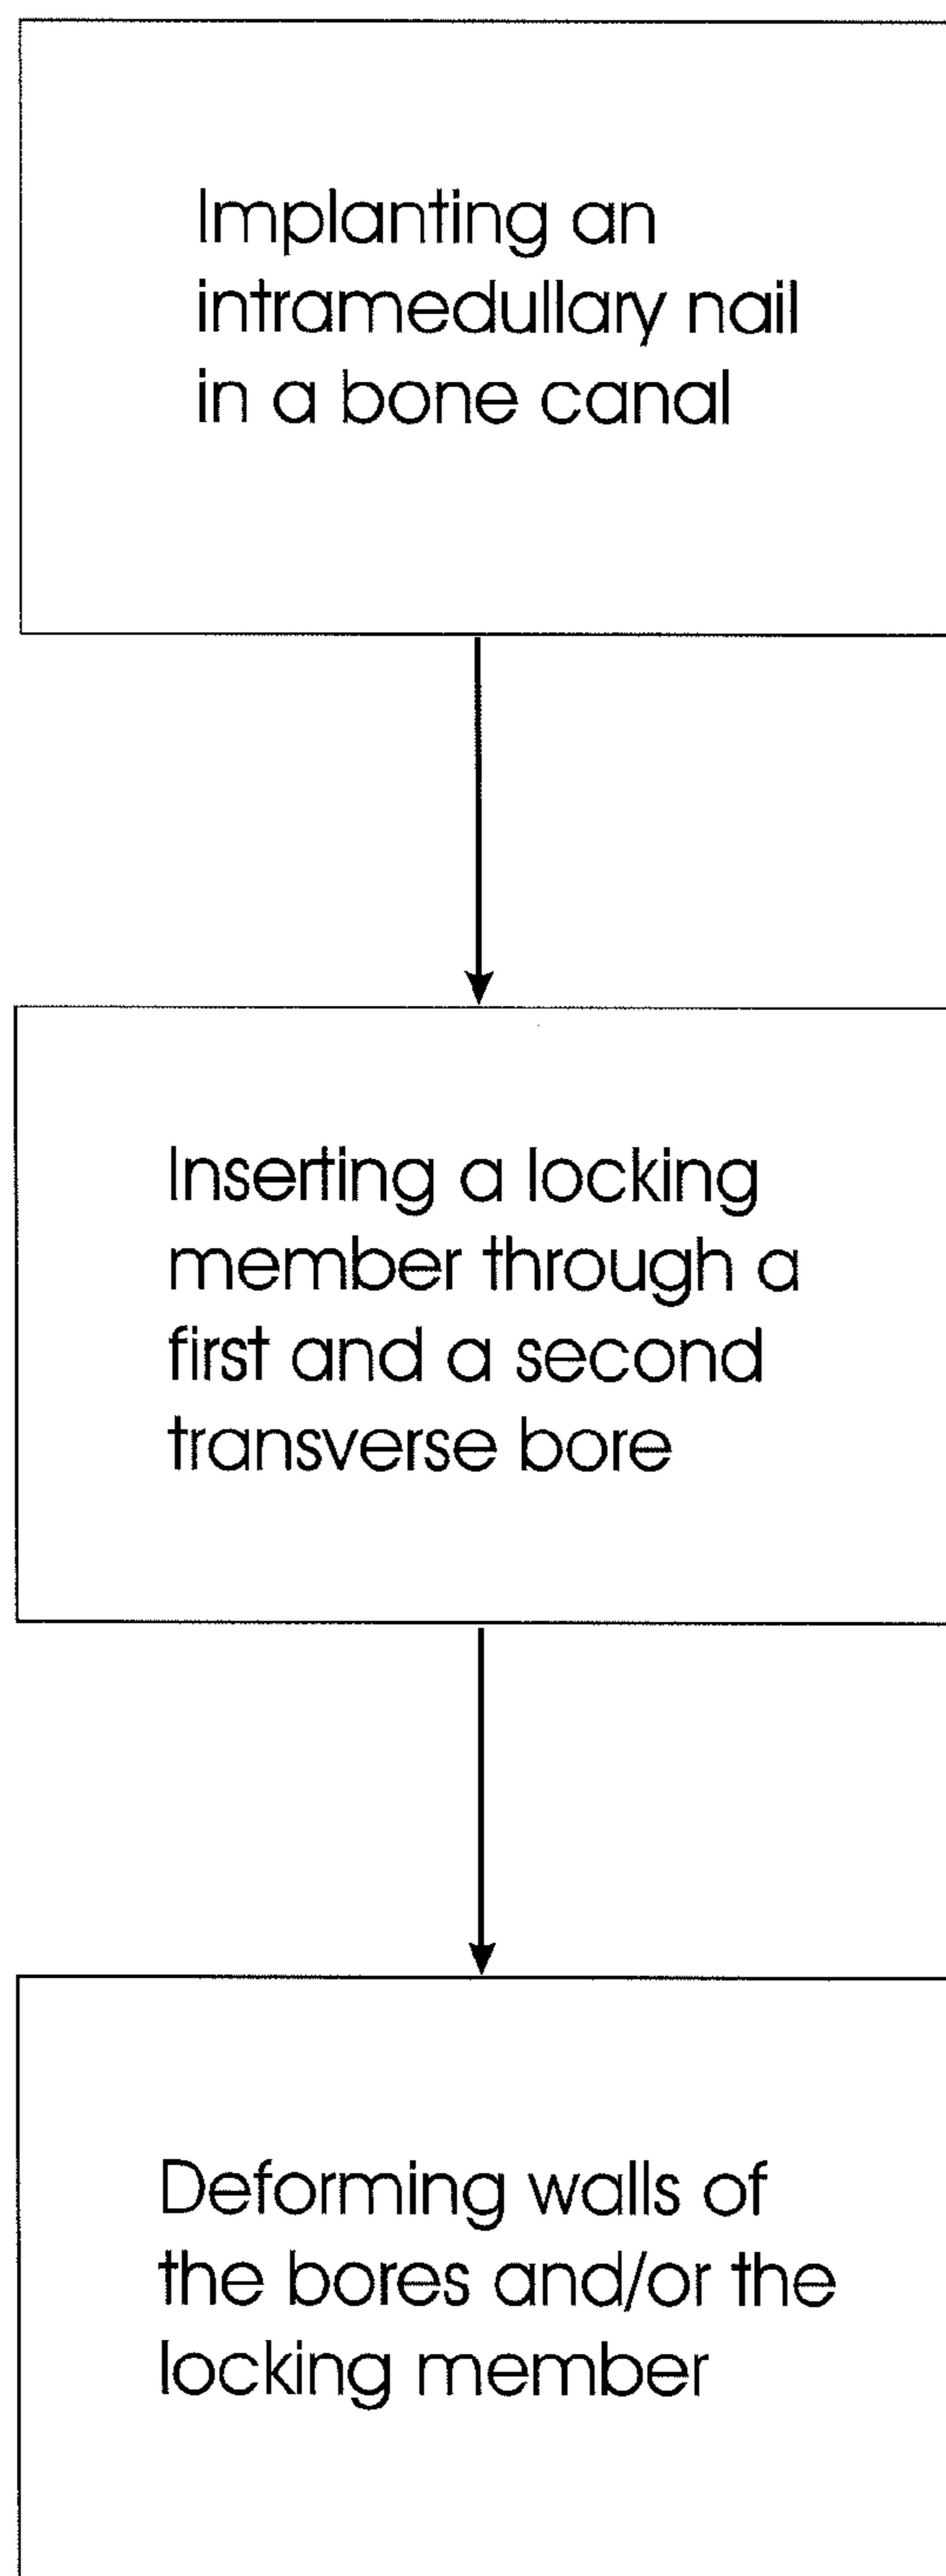 Implanting an
intramedullary nail
in a bone canal
Inserting a locking
member through a
first and a second
transverse bore
Deforming walls of
the bores and/or the
locking member